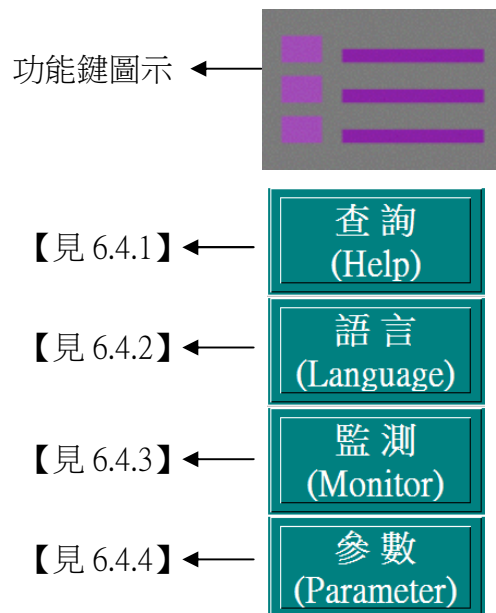 功能鍵圖示
【見 6.4.1】
查 詢
(Help)
【見 6.4.2】
語 言
(Language)
【見 6.4.3】
監 測
(Monitor)
【見 6.4.4】
參 數
(Parameter)